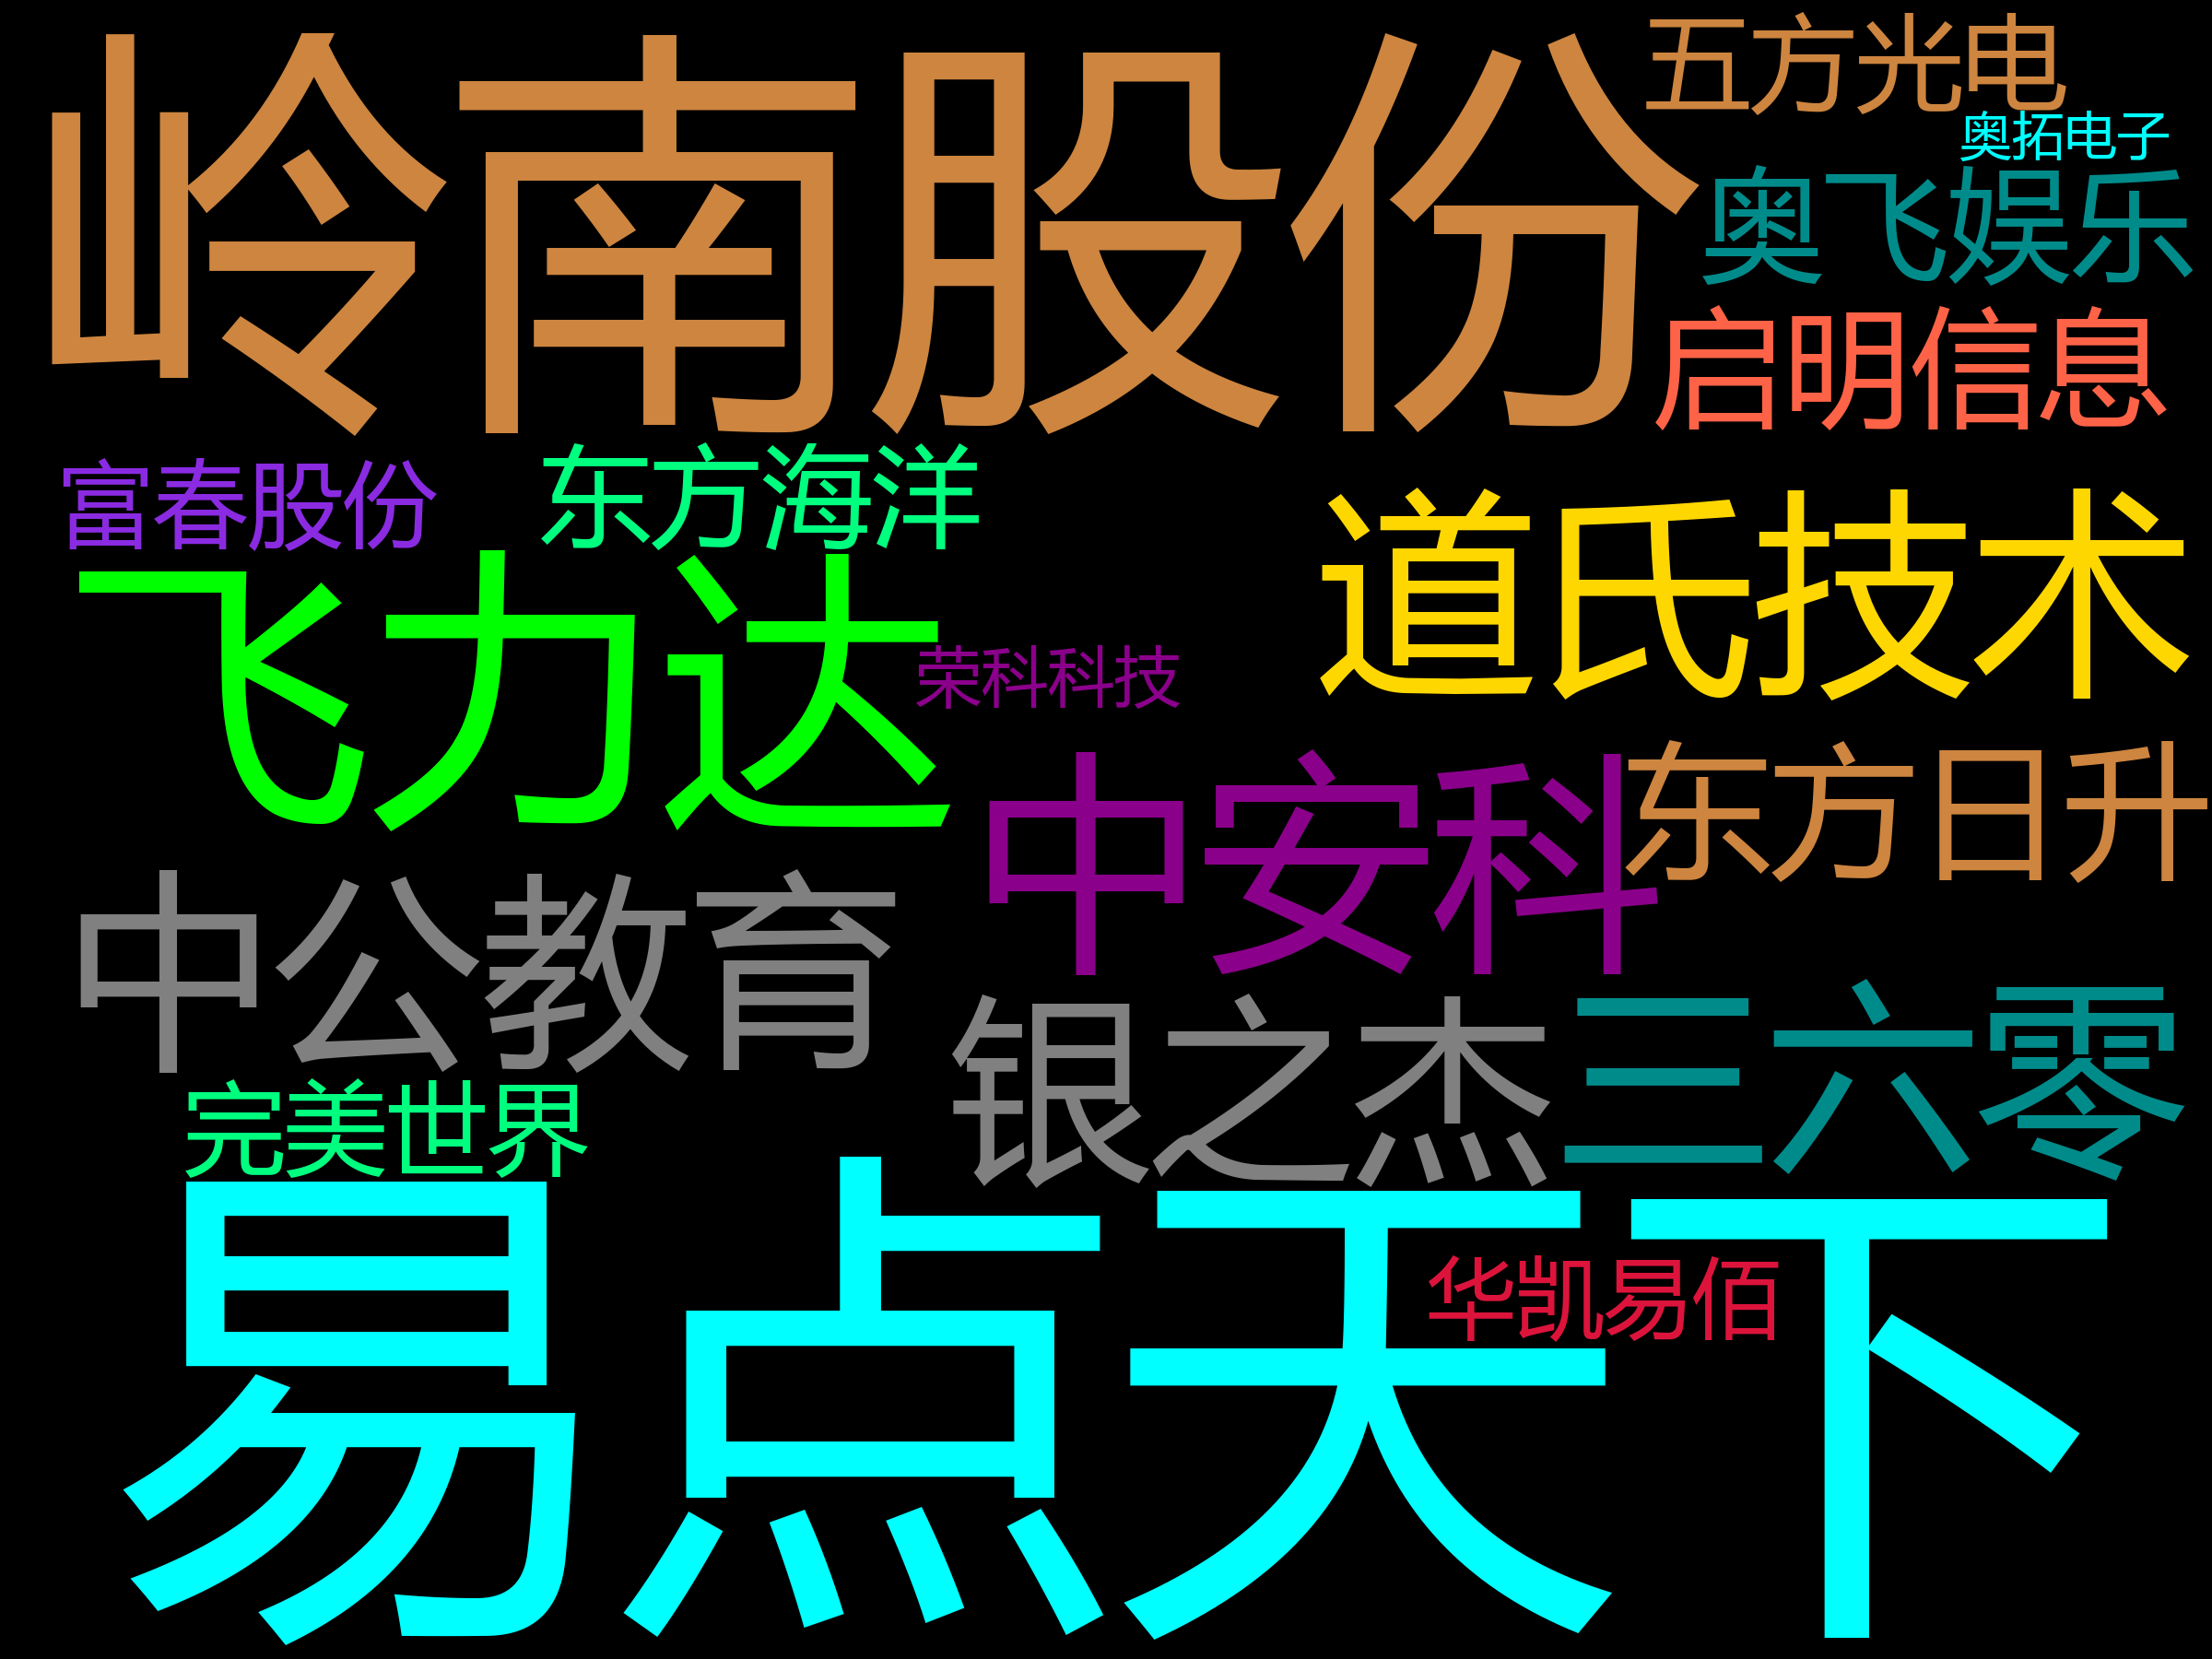 岭南股份
五方光电
奥拓电子
奥飞娱乐
启明信息
富春股份
东方海洋
道氏技术
飞力达
荣科科技
中安科
东方日升
中公教育
银之杰
三六零
完美世界
易点天下
华凯易佰